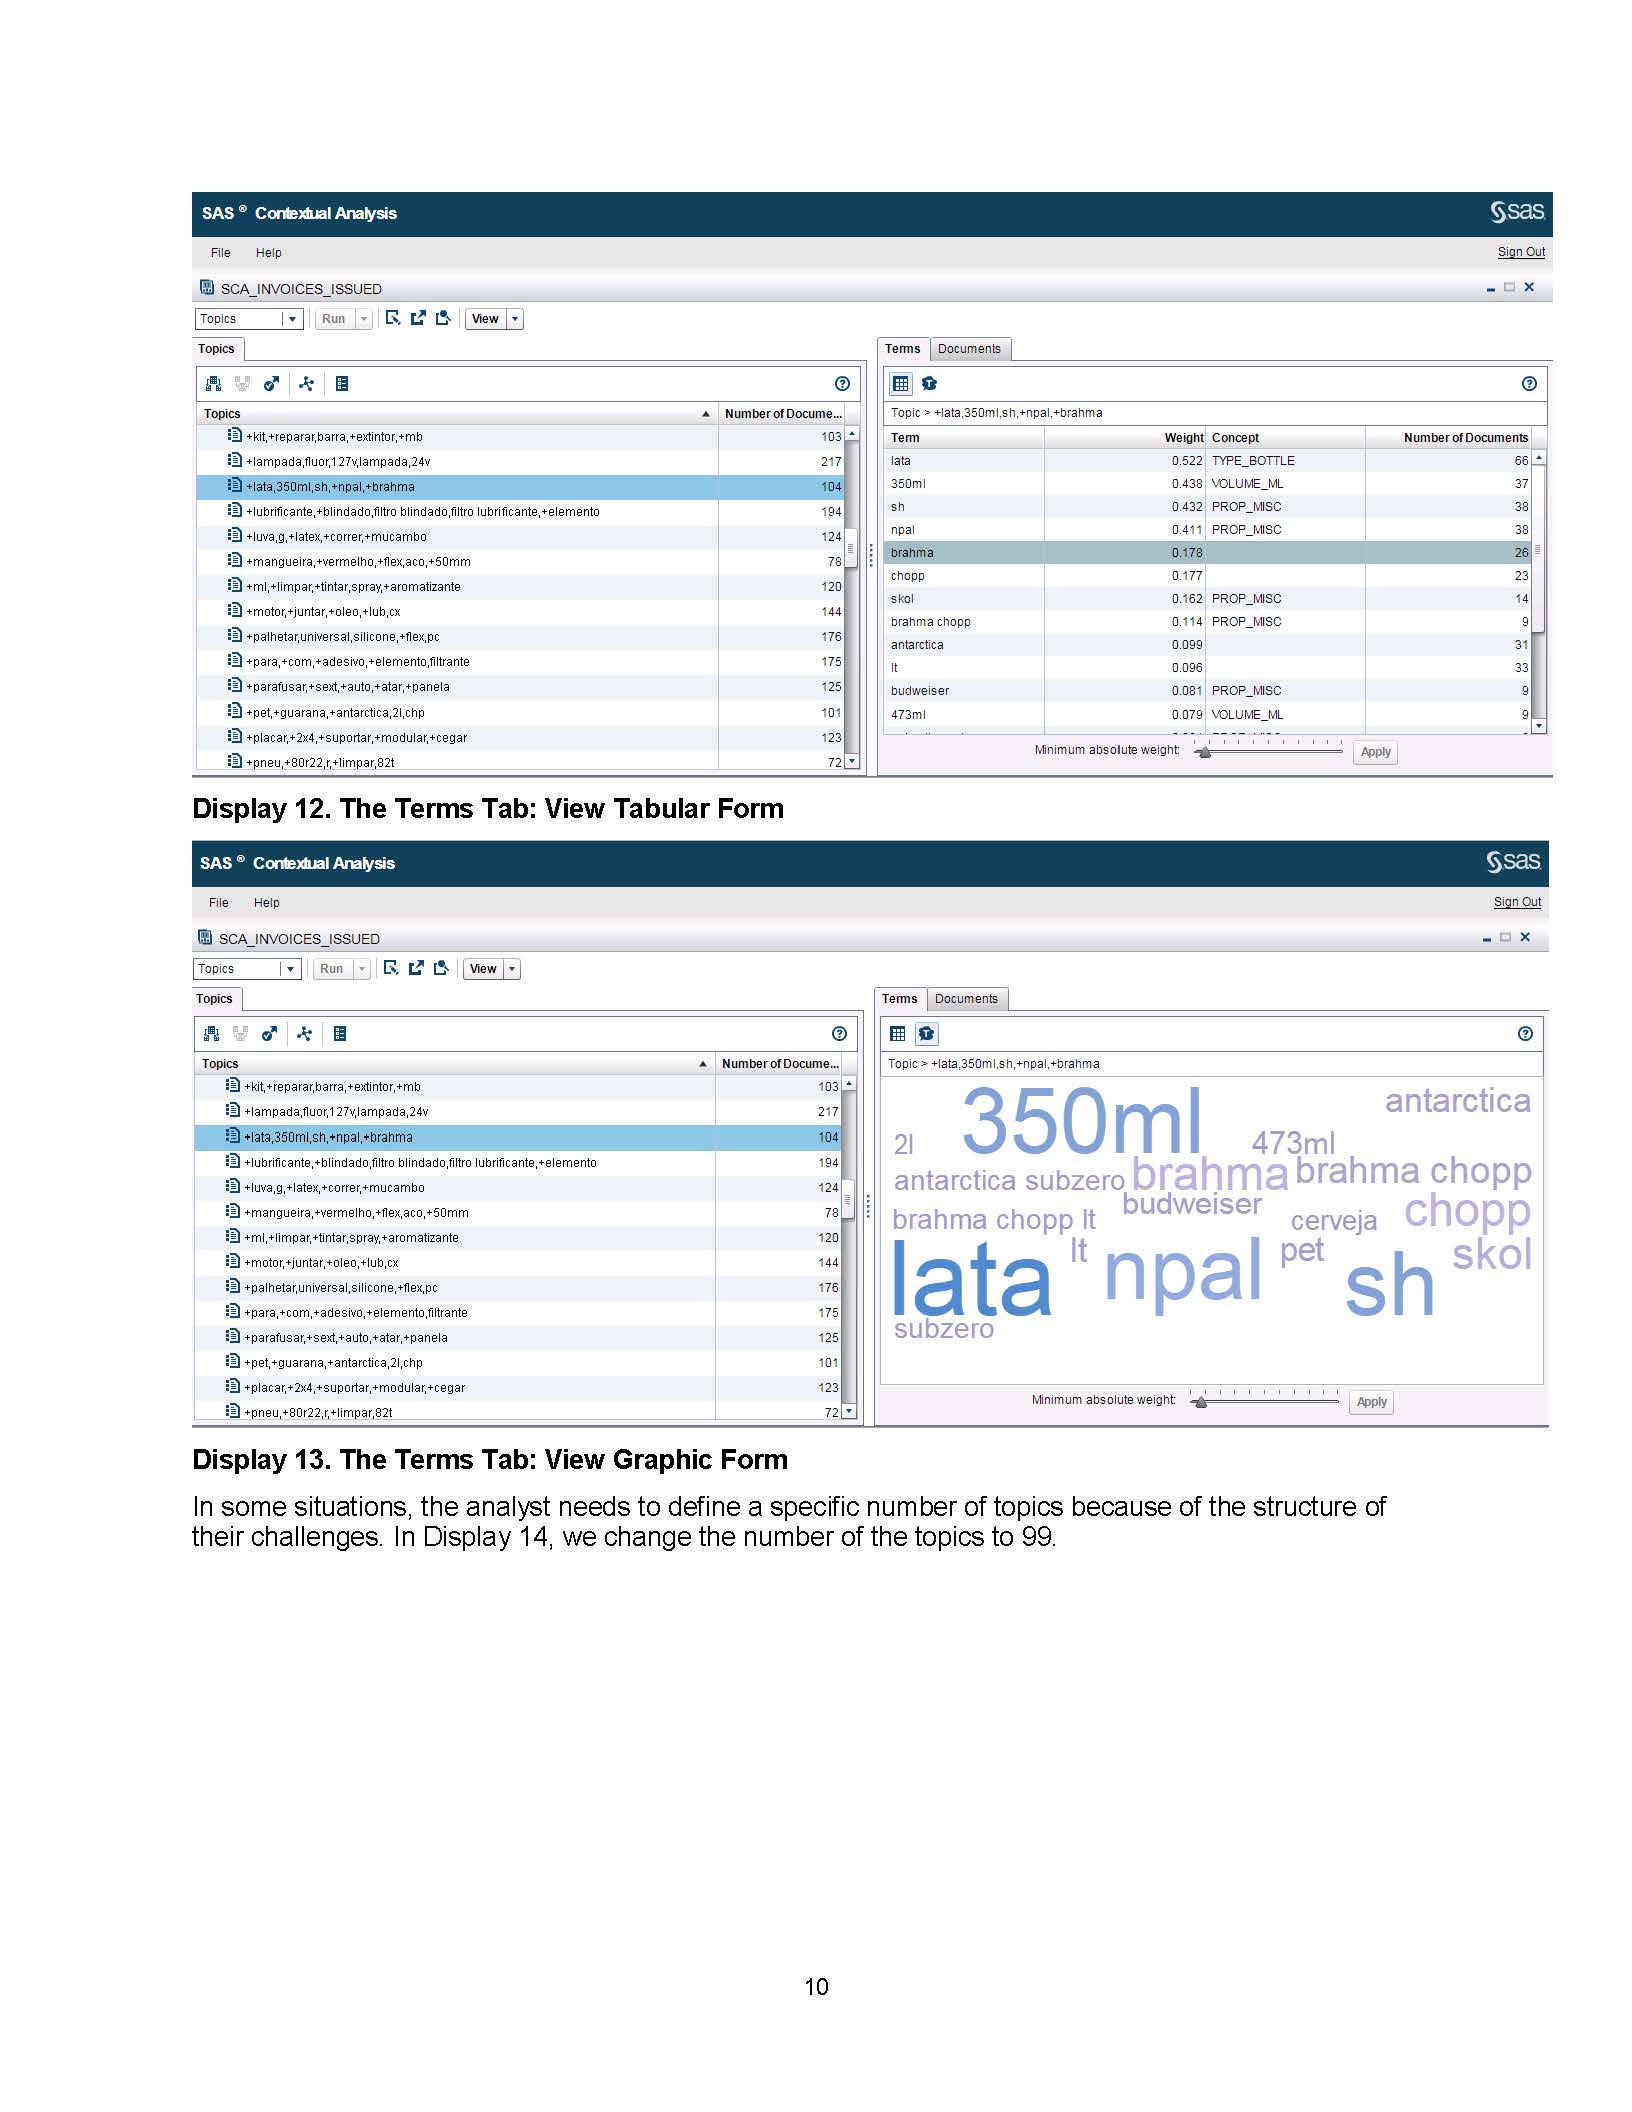 SAS ® Contextual Analysis
sas
File Help
Sign Out
SCA_INVOICES_ISSUED
Topics Run View
Topics
Topics Number of Docume...
+kit,+reparar,barra,+extintor,+mb 103
+lampada,fluor,127v,lampada,24v 217
+lata,350ml,sh,+npal,+brahma 104
+lubrificante,+blindado,filtro blindado,filtro lubrificante,+elemento 194
+luva,g,+latex,+correr,+mucambo 124
+mangueira,+vermelho,+flex,aco,+50mm 78
+ml,+limpar,+tintar,spray,+aromatizante 120
+motor,+juntar,+oleo,+lub,cx 144
+palhetar,universal,silicone,+flex,pc 176
+para,+com,+adesivo,+elemento,filtrante 175
+parafusar,+sext,+auto,+atar,+panela 125
+pet,+guarana,+antarctica,2l,chp 101
+placar,+2x4,+suportar,+modular,+cegar 123
+pneu,+80r22,r,+limpar,82t 72
Terms Documents
Topic > +lata,350ml,sh,+npal,+brahma
Term Weight Concept Number of Documents
lata 0.522 TYPE_BOTTLE 66
350ml 0.438 VOLUME_ML 37
sh 0.432 PROP_MISC 38
npal 0.411 PROP_MISC 38
brahma 0.178 26
chopp 0.177 23
skol 0.162 PROP_MISC 14
brahma chopp 0.114 PROP_MISC 9
antarctica 0.099 31
lt 0.096 33
budweiser 0.081 PROP_MISC 9
473ml 0.079 VOLUME_ML 9
Minimum absolute weight: Apply
Display 12. The Terms Tab: View Tabular Form
SAS ® Contextual Analysis
sas
File Help
Sign Out
SCA_INVOICES_ISSUED
Topics Run View
Topics
Topics Number of Docume...
+kit,+reparar,barra,+extintor,+mb 103
+lampada,fluor,127v,lampada,24v 217
+lata,350ml,sh,+npal,+brahma 104
+lubrificante,+blindado,filtro blindado,filtro lubrificante,+elemento 194
+luva,g,+latex,+correr,+mucambo 124
+mangueira,+vermelho,+flex,aco,+50mm 78
+ml,+limpar,+tintar,spray,+aromatizante 120
+motor,+juntar,+oleo,+lub,cx 144
+palhetar,universal,silicone,+flex,pc 176
+para,+com,+adesivo,+elemento,filtrante 175
+parafusar,+sext,+auto,+atar,+panela 125
+pet,+guarana,+antarctica,2l,chp 101
+placar,+2x4,+suportar,+modular,+cegar 123
+pneu,+80r22,r,+limpar,82t 72
Terms Documents
Topic > +lata,350ml,sh,+npal,+brahma
350ml antarctica
2l 473ml
antarctica subzero brahma brahma chopp
brahma chopp lt budweiser cerveja chopp
lata lt npal pet sh skol
subzero
Minimum absolute weight: Apply
Display 13. The Terms Tab: View Graphic Form
In some situations, the analyst needs to define a specific number of topics because of the structure of
their challenges. In Display 14, we change the number of the topics to 99.
10